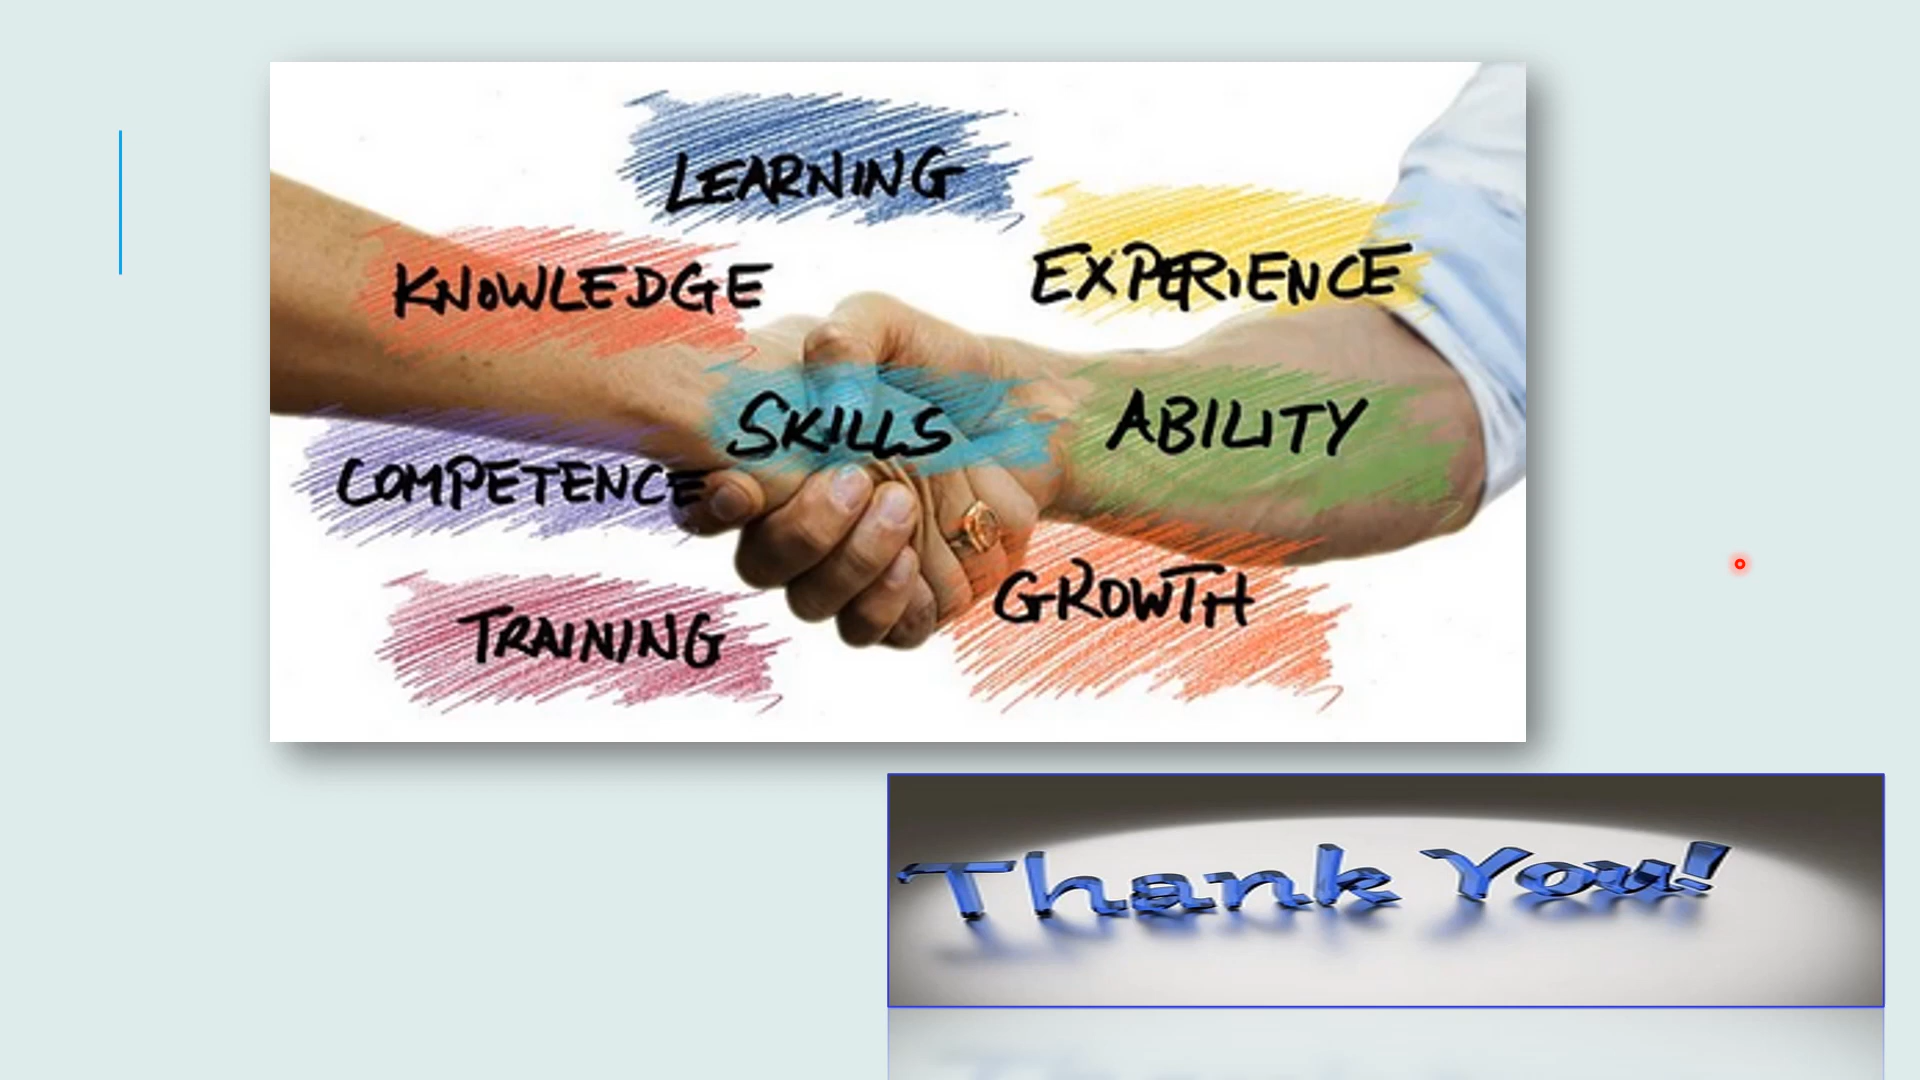 LEARNING
KNOWLEDGE
EXPERIENCE
SKILLS
ABILITY
COMPETENCE
GROWTH
TRAINING
Thank You!